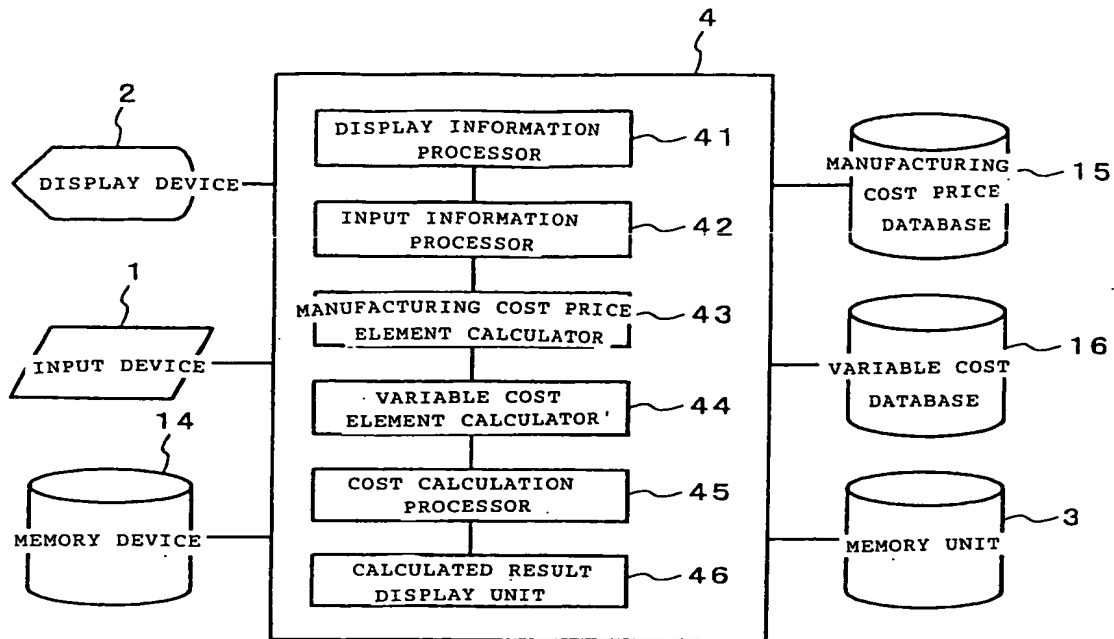 4
2
DISPLAY DEVICE
1
INPUT DEVICE
14
MEMORY DEVICE
DISPLAY INFORMATION
PROCESSOR
41
INPUT INFORMATION
PROCESSOR
42
MANUFACTURING COST PRICE
ELEMENT CALCULATOR
43
VARIABLE COST
ELEMENT CALCULATOR
44
COST CALCULATION
PROCESSOR
45
CALCULATED RESULT
DISPLAY UNIT
46
MANUFACTURING
COST PRICE
DATABASE
15
VARIABLE COST
DATABASE
16
MEMORY UNIT
3